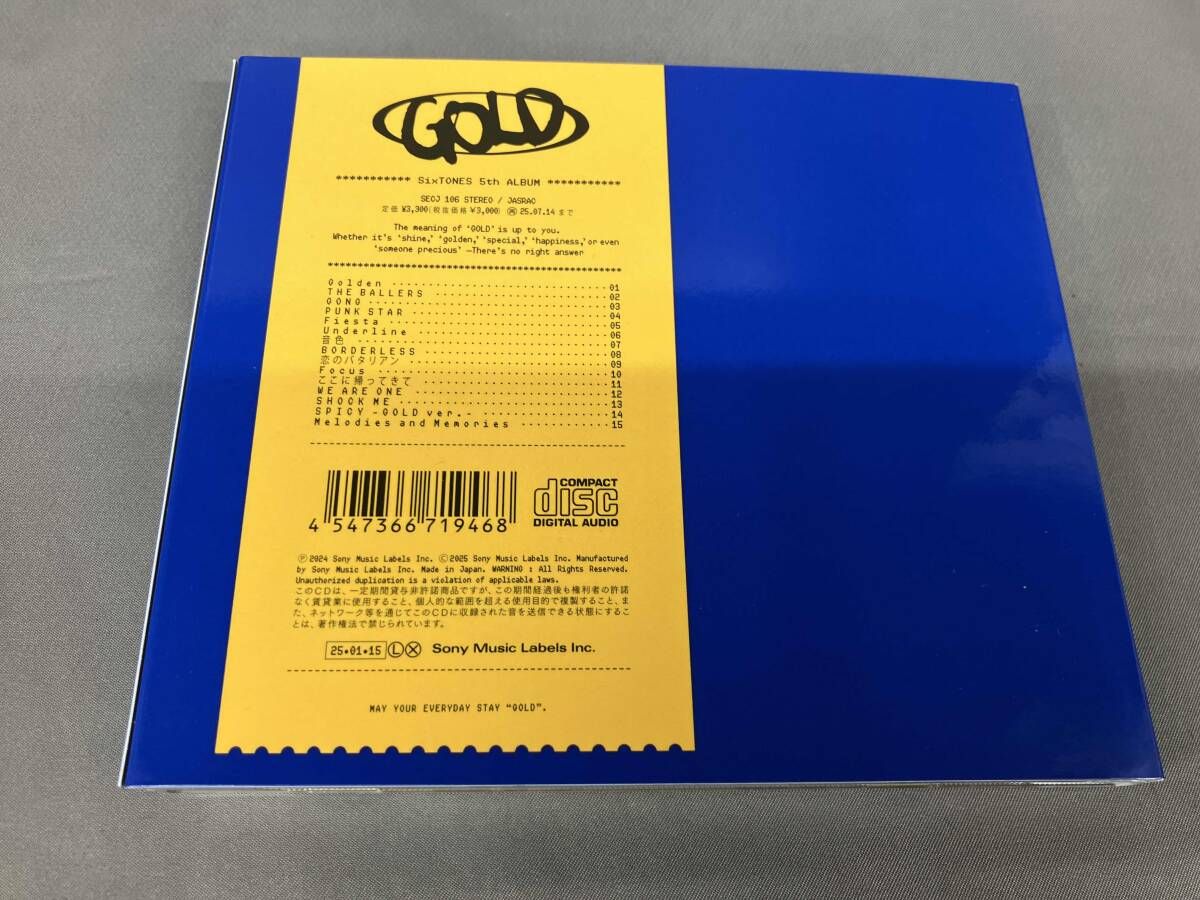 GOLD
*********** SixTONES 5th ALBUM ***********
SECJ 106 STEREO / JASRAC
定価 ¥3,300(税抜価格 ¥3,000) 再 25.07.14 まで
The meaning of ‘GOLD’ is up to you.
Whether it's ‘shine,’ ‘golden,’ ‘special,’ ‘happiness,’ or even
‘someone precious’ —There's no right answer
Golden 01
THE BALLERS 02
GONG 03
PUNK STAR 04
Fiesta 05
Underline 06
音色 07
BORDERLESS 08
恋のバタリアン 09
Focus 10
ここに帰ってきて 11
WE ARE ONE 12
SHOCK ME 13
SPICY -GOLD ver.- 14
Melodies and Memories 15
4 547366 719468
COMPACT
disc
DIGITAL AUDIO
Ⓟ2024 Sony Music Labels Inc. ©2025 Sony Music Labels Inc. Manufactured
by Sony Music Labels Inc. Made in Japan. WARNING : All Rights Reserved.
Unauthorized duplication is a violation of applicable laws.
このCDは、一定期間貸与非許諾商品ですが、この期間経過後も権利者の許諾
なく賃貸業に使用すること、個人的な範囲を超える使用目的で複製すること、ま
た、ネットワーク等を通じてこのCDに収録された音を送信できる状態にするこ
とは、著作権法で禁じられています。
25•01•15 Ⓛ Ⓧ Sony Music Labels Inc.
MAY YOUR EVERYDAY STAY “GOLD”.